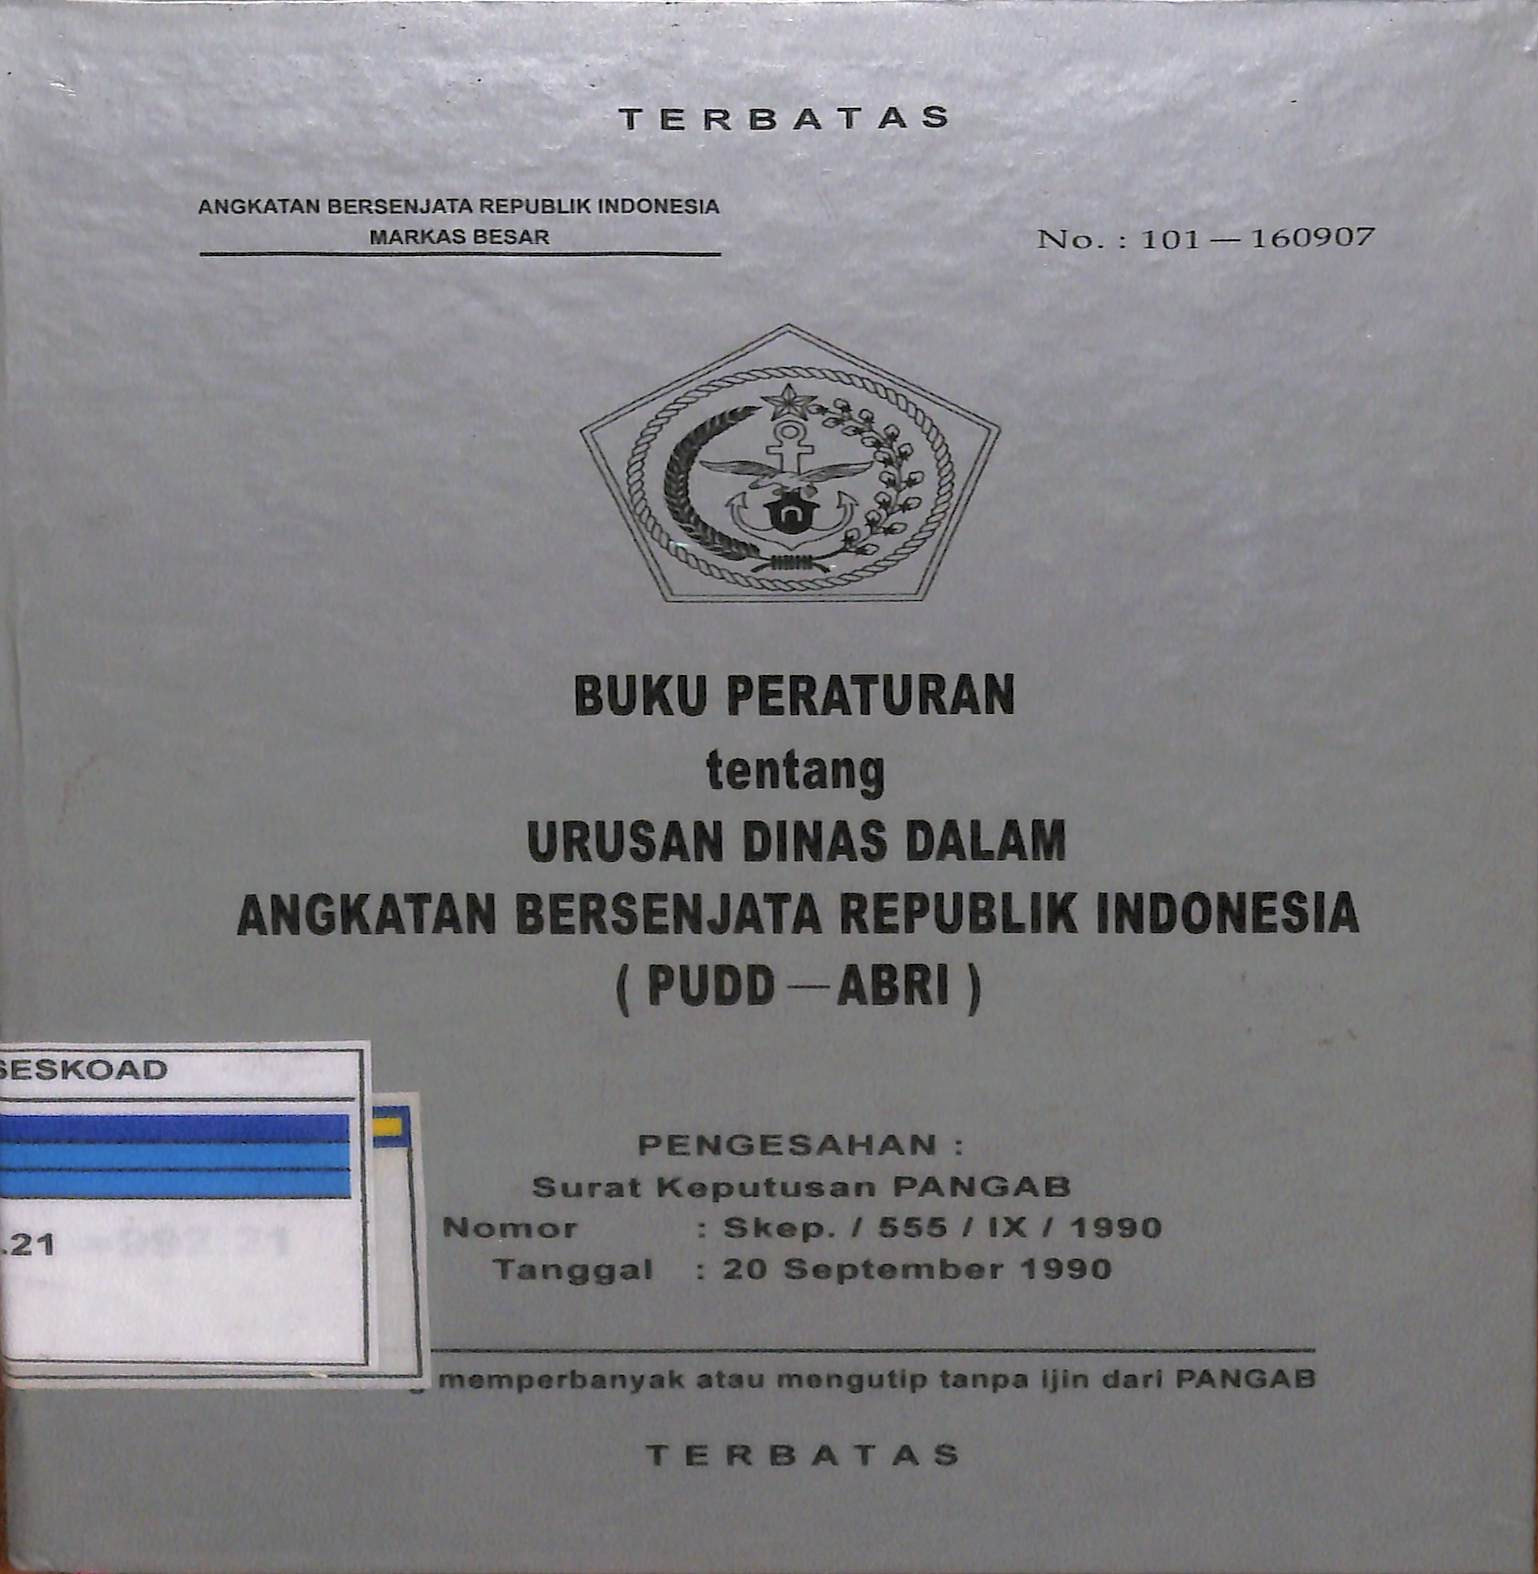 TERBATAS
ANGKATAN BERSENJATA REPUBLIK INDONESIA
MARKAS BESAR
No. : 101 — 160907
BUKU PERATURAN
tentang
URUSAN DINAS DALAM
ANGKATAN BERSENJATA REPUBLIK INDONESIA
( PUDD — ABRI )
SESKOAD
.21
PENGESAHAN :
Surat Keputusan PANGAB
Nomor : Skep. / 555 / IX / 1990
Tanggal : 20 September 1990
memperbanyak atau mengutip tanpa ijin dari PANGAB
TERBATAS